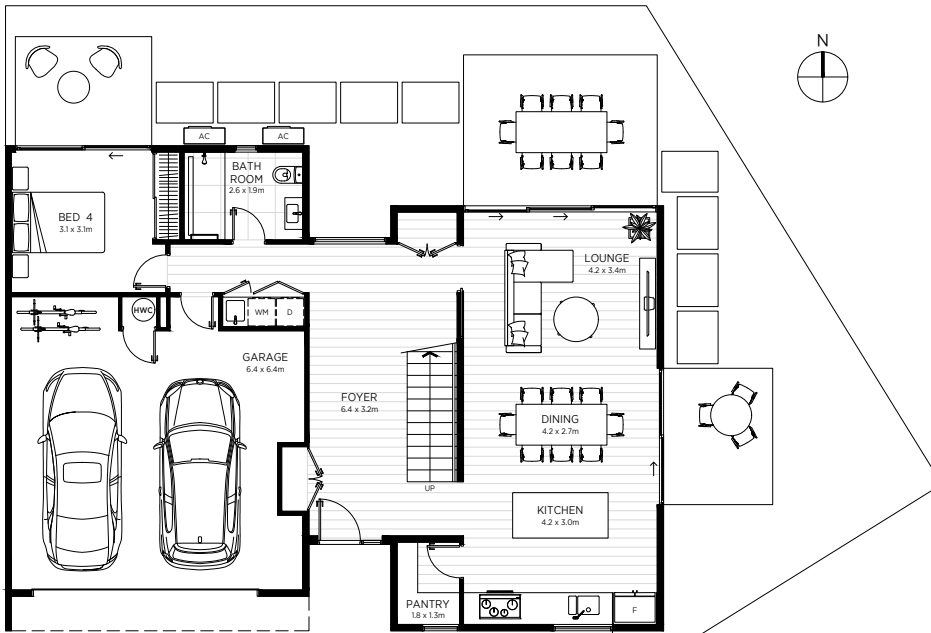 N
AC
AC
BATH
ROOM
2.6 x 1.9m
BED 4
3.1 x 3.1m
LOUNGE
4.2 x 3.4m
HWC
WM
D
GARAGE
6.4 x 6.4m
FOYER
6.4 x 3.2m
DINING
4.2 x 2.7m
UP
KITCHEN
4.2 x 3.0m
PANTRY
1.8 x 1.3m
F